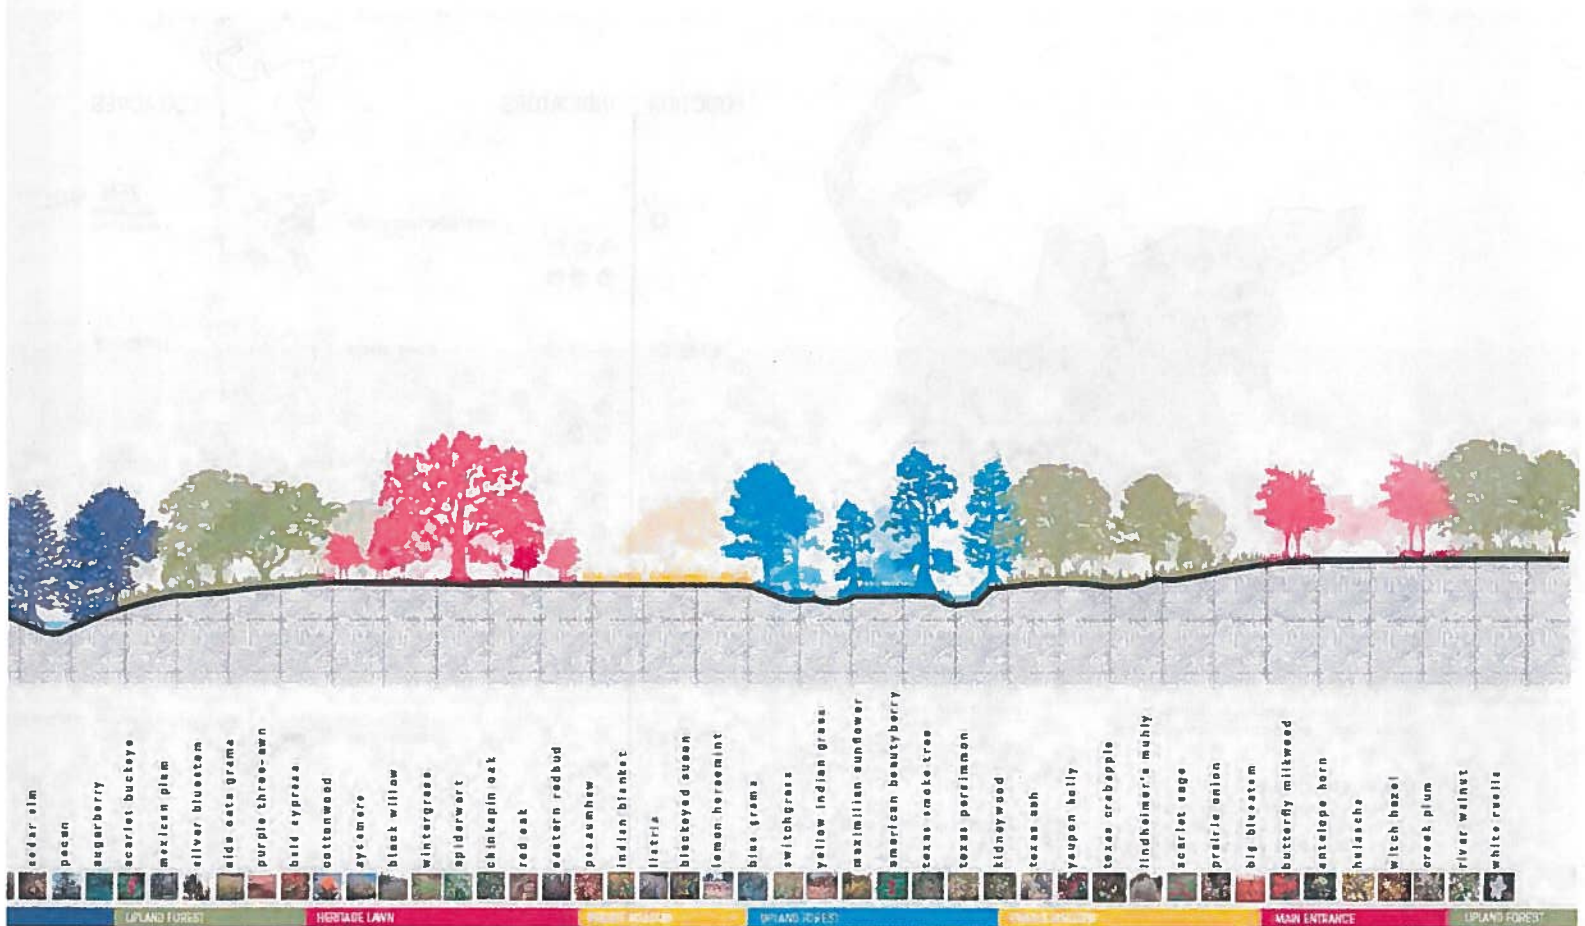 cedar elm
pecan
sugarberry
scarlet buckeye
mexican plum
silver bluestem
side oats grama
purple three-awn
bald cypress
cottonwood
sycamore
black willow
wintergrass
spiderwort
chinkapin oak
red oak
eastern redbud
possumhaw
indian blanket
liatris
blackeyed susan
lemon horsemint
blue grama
switchgrass
yellow indian grass
maximilian sunflower
american beautyberry
texas smoke tree
texas persimmon
kidneywood
texas ash
yaupon holly
texas crabapple
lindheimer's muhly
scarlet sage
prairie onion
big bluestem
butterfly milkweed
antelope horn
huisache
witch hazel
creek plum
river walnut
white ruella
UPLAND FOREST
HERITAGE LAWN
UPLAND FOREST
MAIN ENTRANCE
UPLAND FOREST